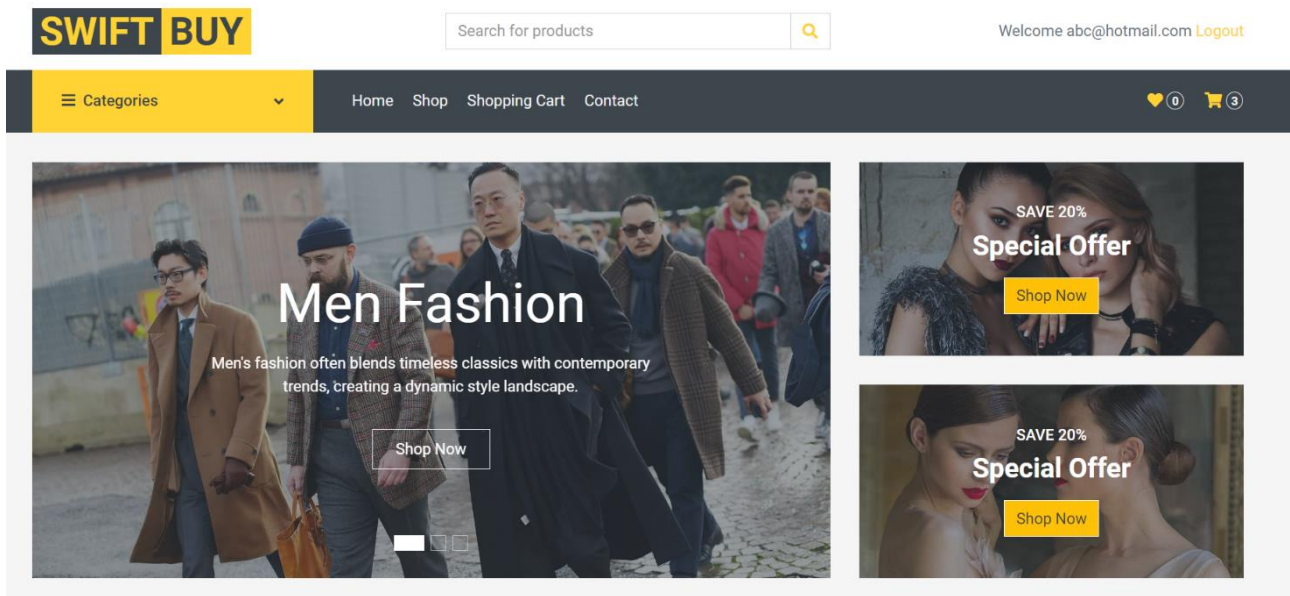 SWIFT BUY
Search for products
Welcome abc@hotmail.com Logout
Categories
Home Shop Shopping Cart Contact
0 3
Men Fashion
Men's fashion often blends timeless classics with contemporary
trends, creating a dynamic style landscape.
Shop Now
SAVE 20%
Special Offer
Shop Now
SAVE 20%
Special Offer
Shop Now